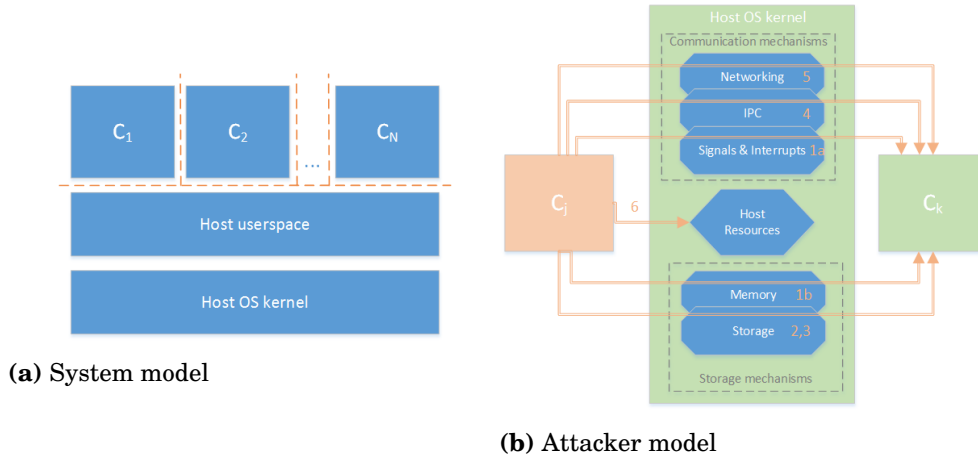 C1
C2
...
CN
Host userspace
Host OS kernel
(a) System model
Host OS kernel
Communication mechanisms
Networking 5
IPC 4
Signals & Interrupts 1a
Cj
6
Host
Resources
Ck
Memory 1b
Storage 2,3
Storage mechanisms
(b) Attacker model